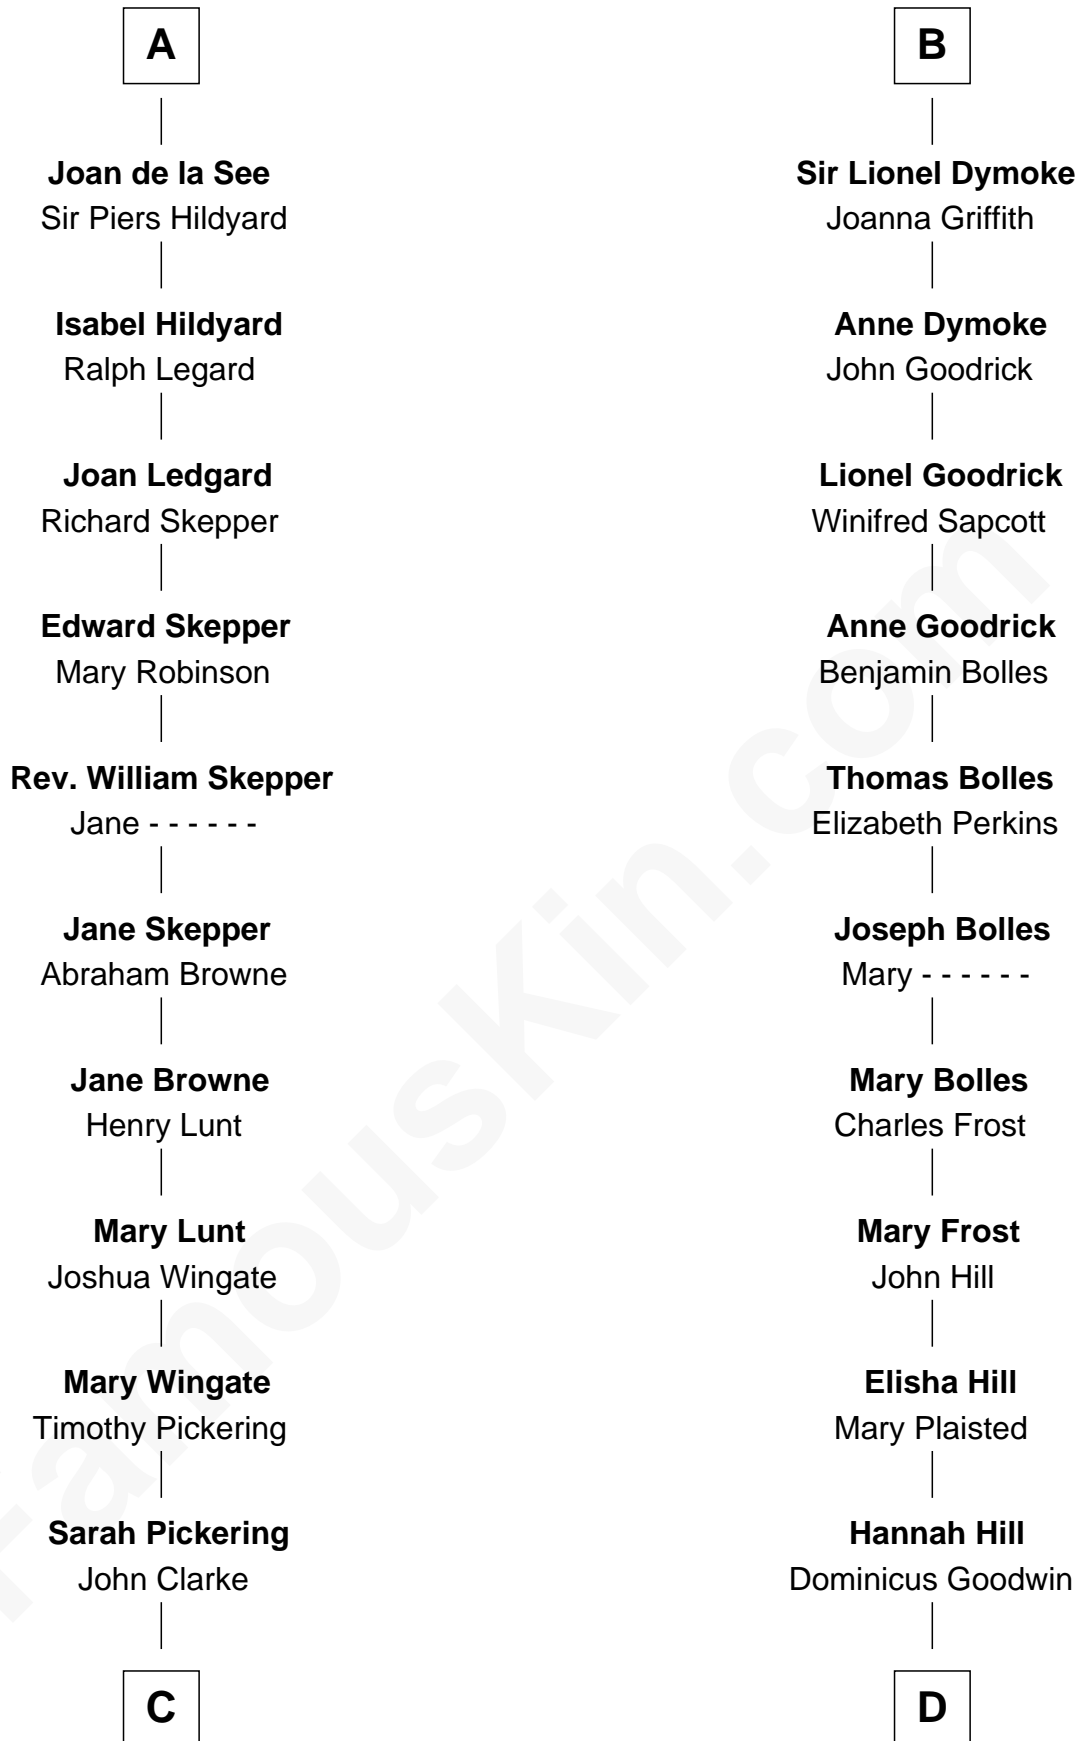 A
Joan de la See
Sir Piers Hildyard
Isabel Hildyard
Ralph Legard
Joan Ledgard
Richard Skepper
Edward Skepper
Mary Robinson
Rev. William Skepper
Jane - - - - - -
Jane Skepper
Abraham Browne
Jane Browne
Henry Lunt
Mary Lunt
Joshua Wingate
Mary Wingate
Timothy Pickering
Sarah Pickering
John Clarke
C
B
Sir Lionel Dymoke
Joanna Griffith
Anne Dymoke
John Goodrick
Lionel Goodrick
Winifred Sapcott
Anne Goodrick
Benjamin Bolles
Thomas Bolles
Elizabeth Perkins
Joseph Bolles
Mary - - - - - -
Mary Bolles
Charles Frost
Mary Frost
John Hill
Elisha Hill
Mary Plaisted
Hannah Hill
Dominicus Goodwin
D
FamousKin.com